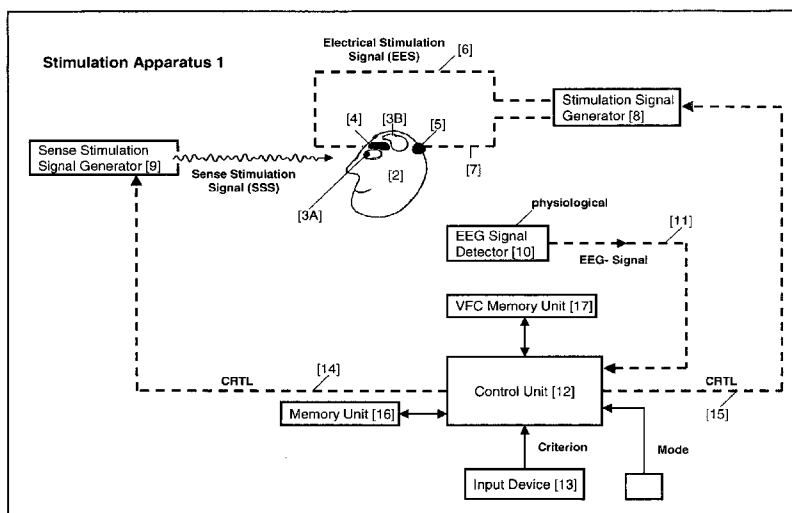 Electrical Stimulation
Signal (EES)
[6]
Stimulation Apparatus 1
[4]
[3B]
[5]
Stimulation Signal
Generator [8]
Sense Stimulation
Signal Generator [9]
Sense Stimulation
Signal (SSS)
[2]
[7]
[3A]
physiological
[11]
EEG Signal
Detector [10]
EEG- Signal
VFC Memory Unit [17]
CRTL
[14]
Control Unit [12]
CRTL
[15]
Memory Unit [16]
Criterion
Mode
Input Device [13]